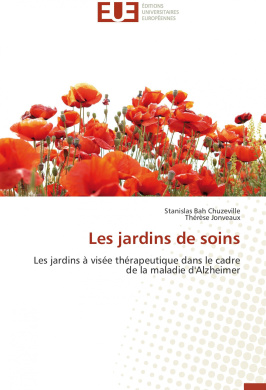 EUE
ÉDITIONS
UNIVERSITAIRES
EUROPÉENNES
Stanislas Bah Chuzeville
Thérèse Jonveaux
Les jardins de soins
Les jardins à visée thérapeutique dans le cadre
de la maladie d'Alzheimer